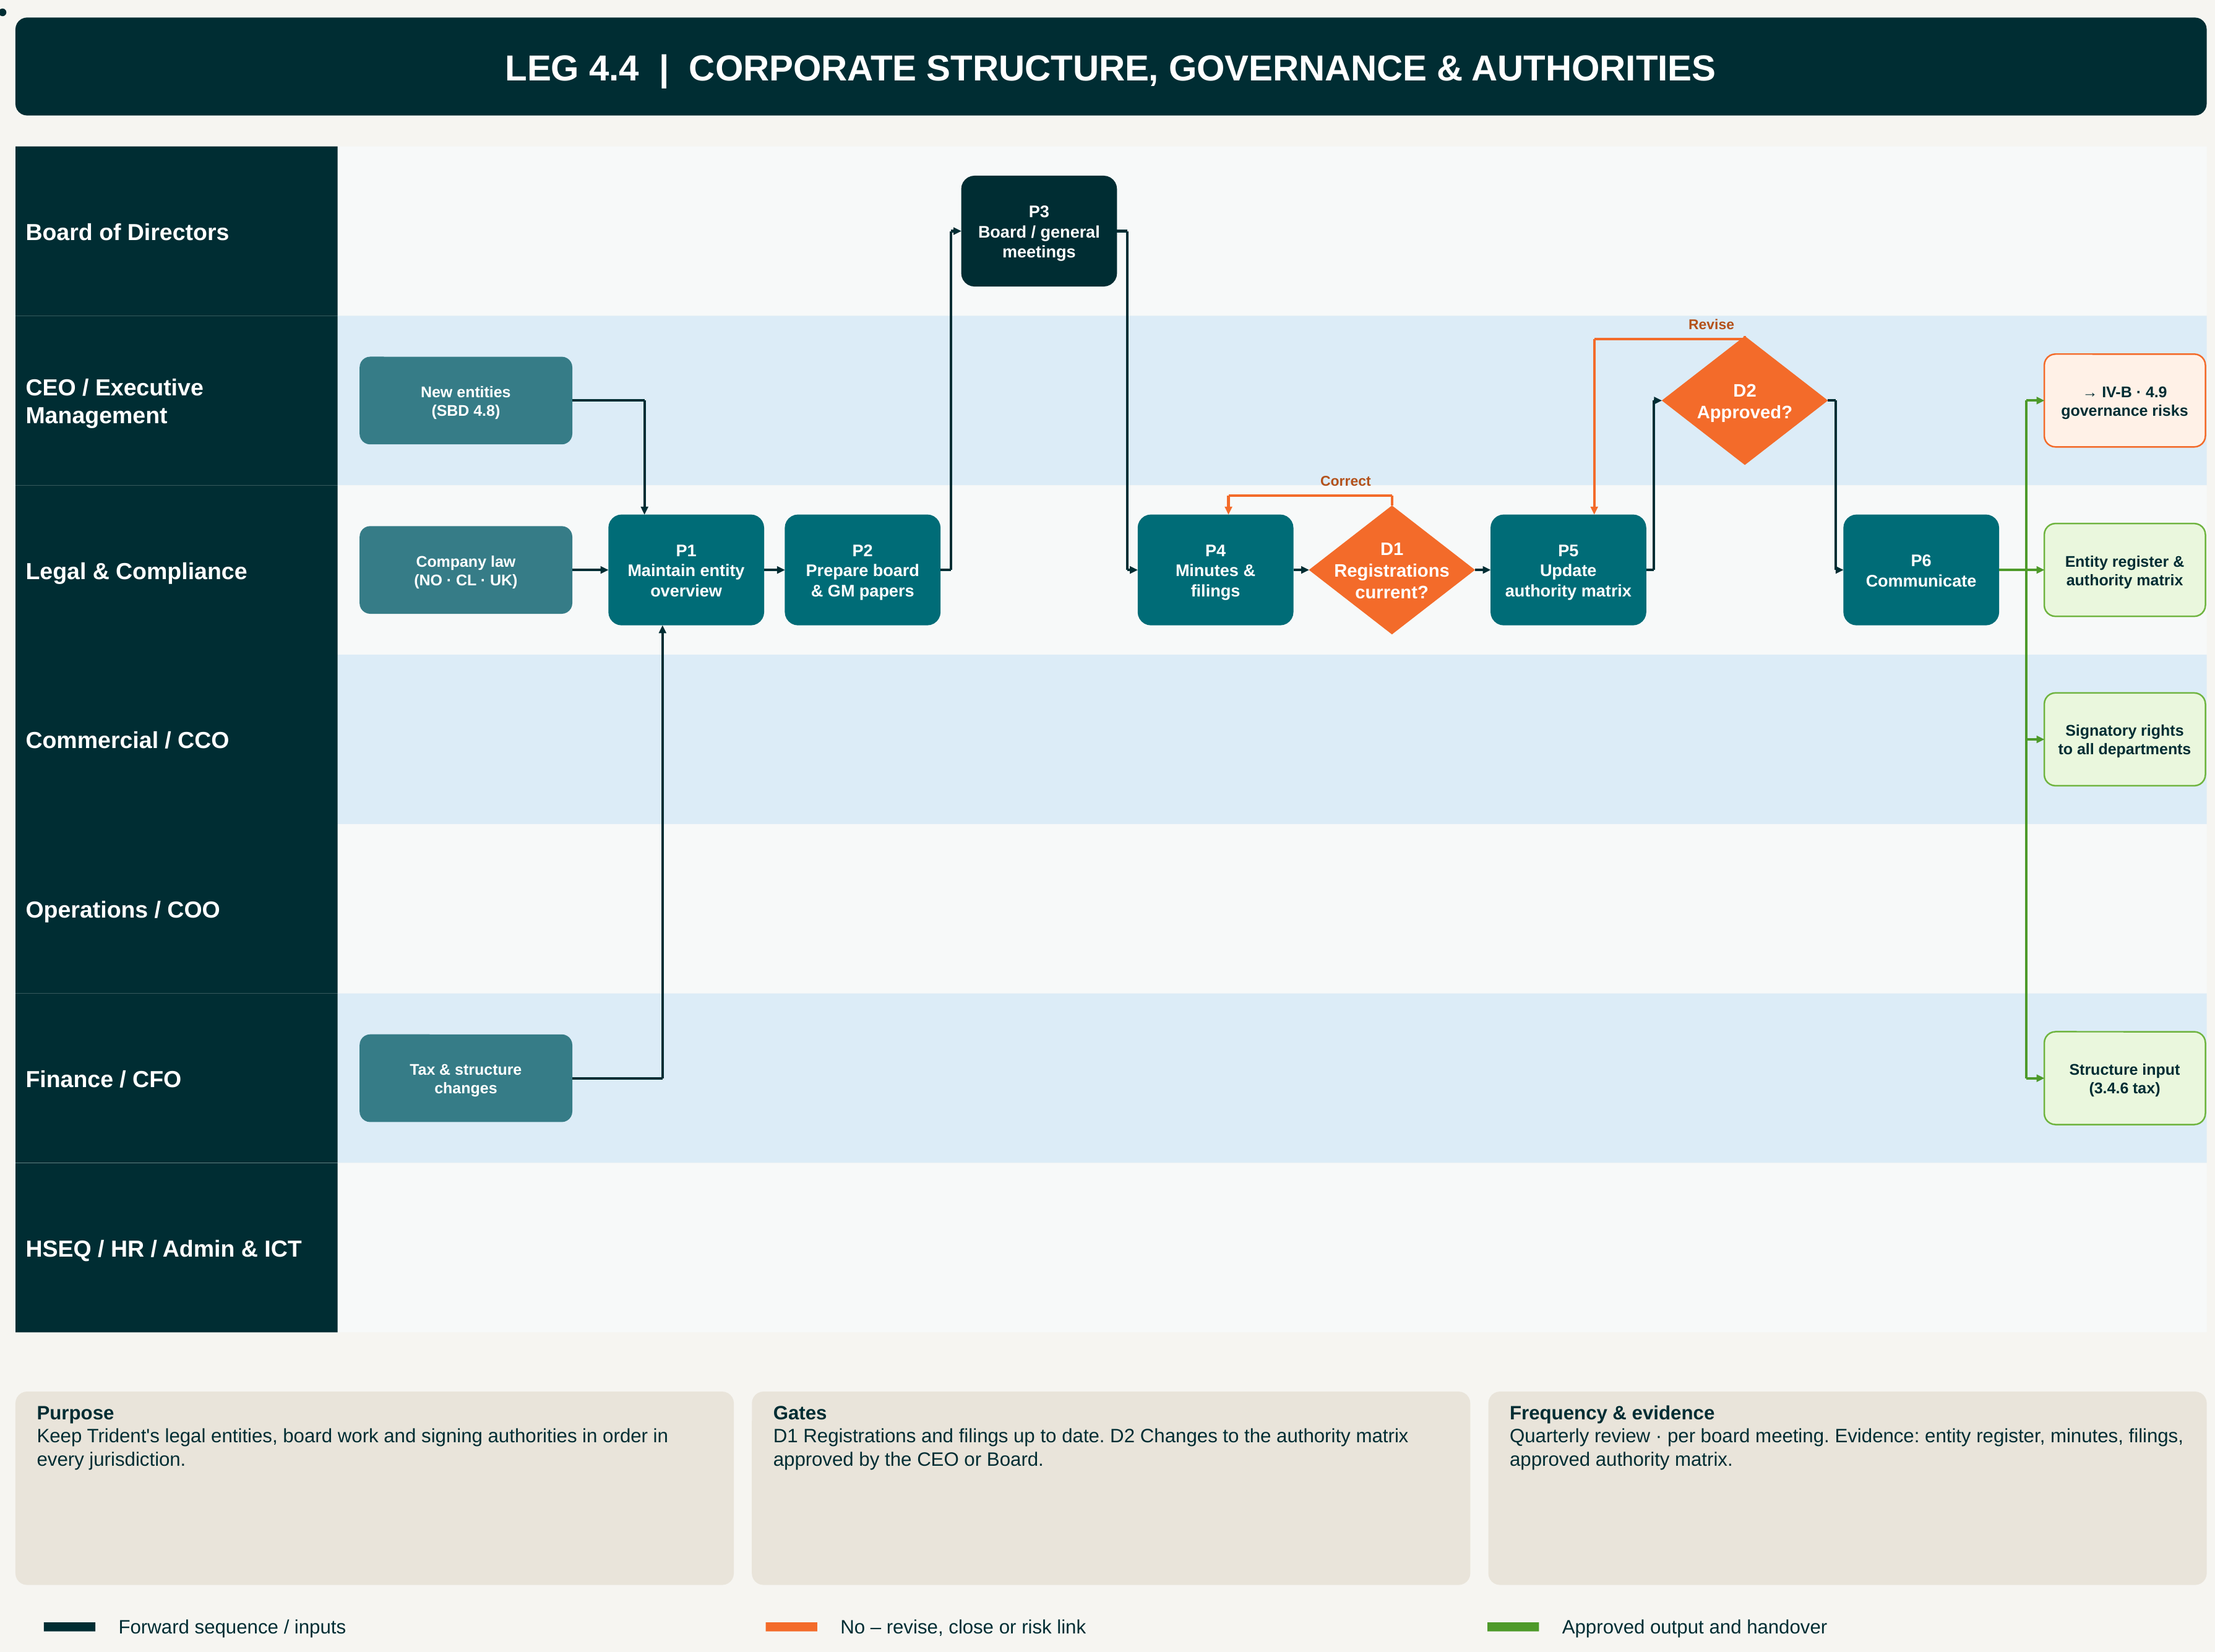 LEG 4.4 | CORPORATE STRUCTURE, GOVERNANCE & AUTHORITIES
Board of Directors
P3
Board / general
meetings
CEO / Executive
Management
New entities
(SBD 4.8)
Revise
D2
Approved?
→ IV-B · 4.9
governance risks
Legal & Compliance
Company law
(NO · CL · UK)
P1
Maintain entity
overview
P2
Prepare board
& GM papers
P4
Minutes &
filings
Correct
D1
Registrations
current?
P5
Update
authority matrix
P6
Communicate
Entity register &
authority matrix
Commercial / CCO
Signatory rights
to all departments
Operations / COO
Finance / CFO
Tax & structure
changes
Structure input
(3.4.6 tax)
HSEQ / HR / Admin & ICT
Purpose
Keep Trident's legal entities, board work and signing authorities in order in
every jurisdiction.
Gates
D1 Registrations and filings up to date. D2 Changes to the authority matrix
approved by the CEO or Board.
Frequency & evidence
Quarterly review · per board meeting. Evidence: entity register, minutes, filings,
approved authority matrix.
Forward sequence / inputs
No – revise, close or risk link
Approved output and handover